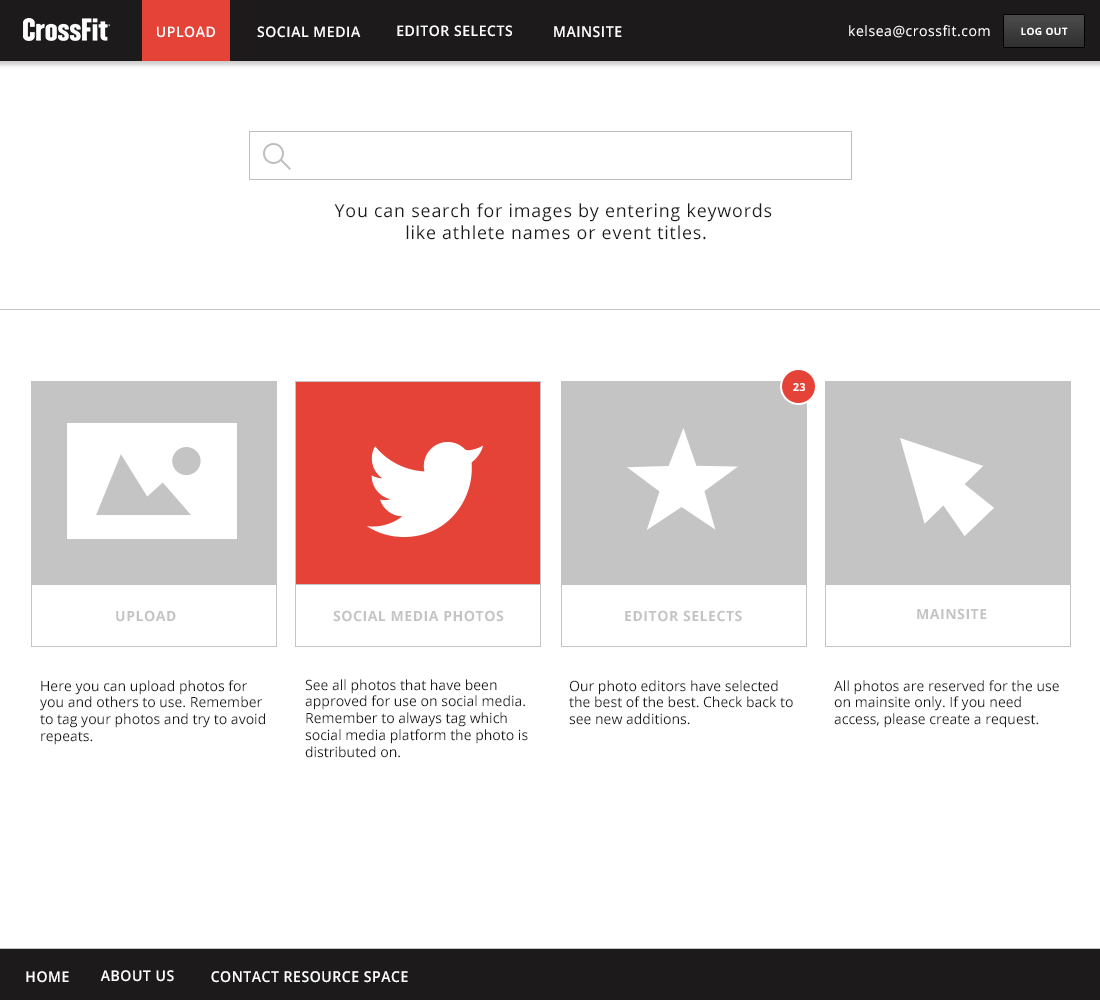 CrossFit
UPLOAD
SOCIAL MEDIA
EDITOR SELECTS
MAINSITE
kelsea@crossfit.com
LOG OUT
You can search for images by entering keywords
like athlete names or event titles.
23
UPLOAD
SOCIAL MEDIA PHOTOS
EDITOR SELECTS
MAINSITE
Here you can upload photos for
you and others to use. Remember
to tag your photos and try to avoid
repeats.
See all photos that have been
approved for use on social media.
Remember to always tag which
social media platform the photo is
distributed on.
Our photo editors have selected
the best of the best. Check back to
see new additions.
All photos are reserved for the use
on mainsite only. If you need
access, please create a request.
HOME
ABOUT US
CONTACT RESOURCE SPACE